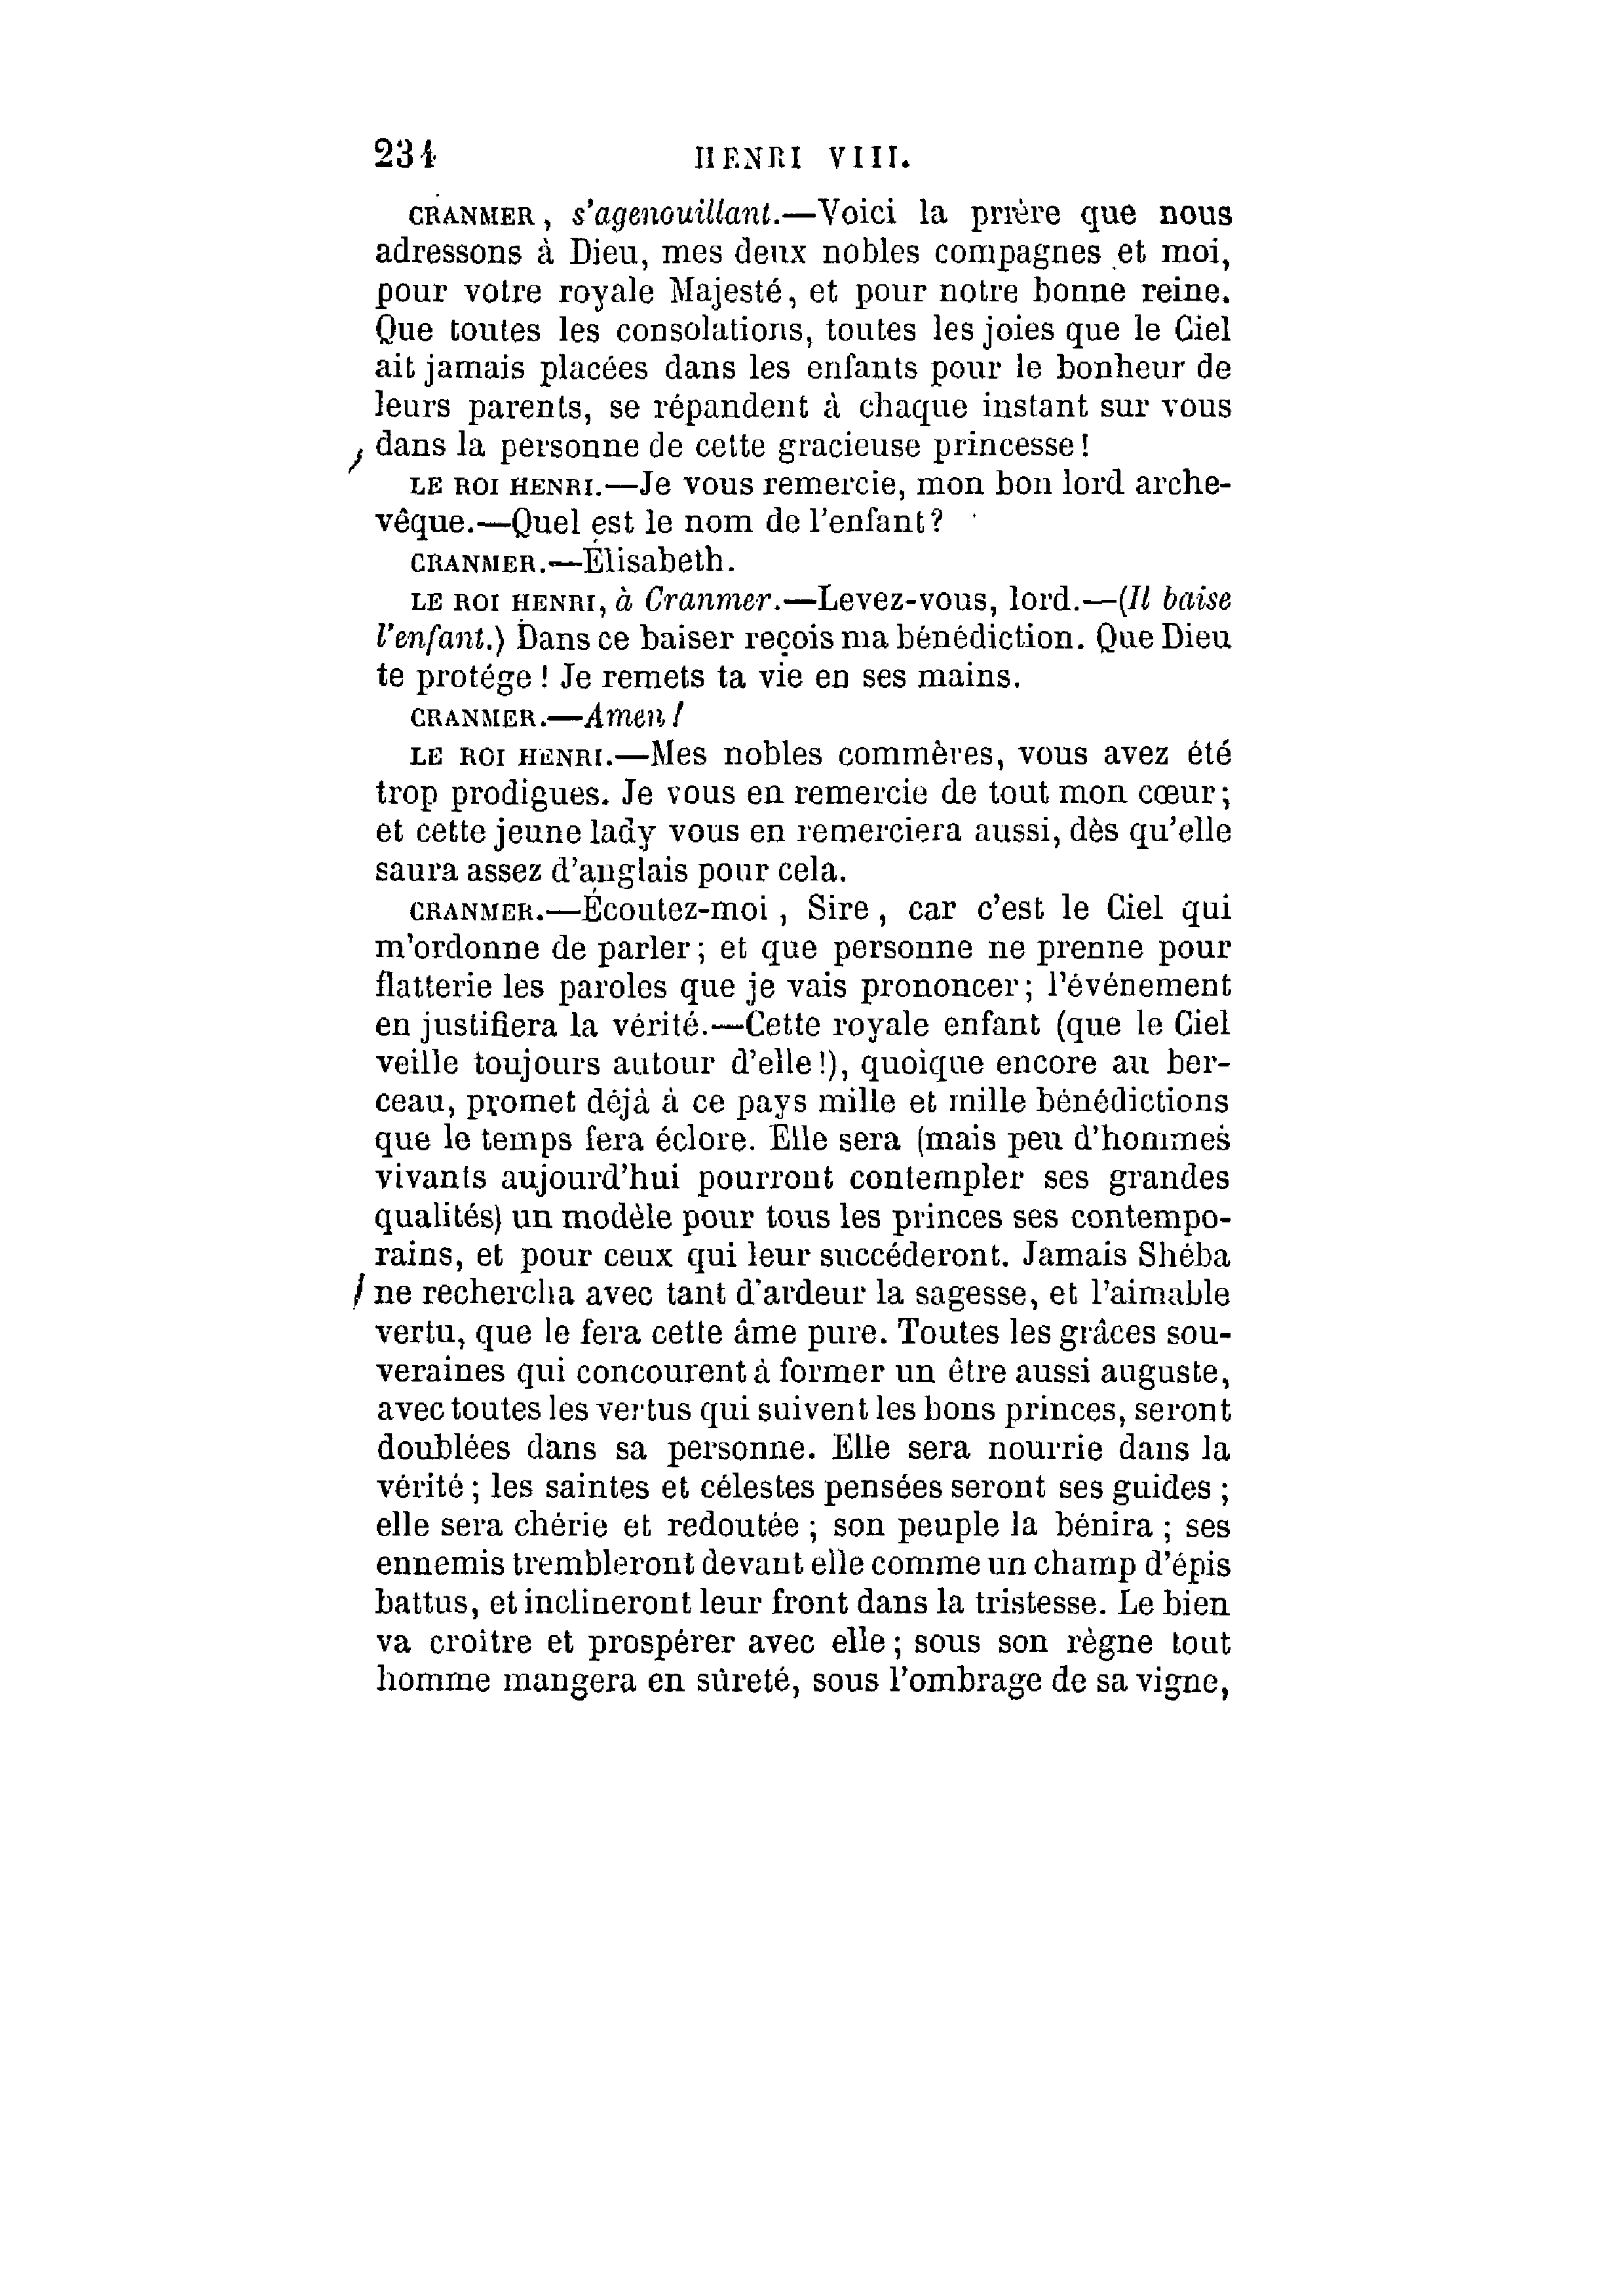 234 HENRI VIII.
CRANMER, s'agenouillant.—Voici la prière que nous
adressons à Dieu, mes deux nobles compagnes et moi,
pour votre royale Majesté, et pour notre bonne reine.
Que toutes les consolations, toutes les joies que le Ciel
ait jamais placées dans les enfants pour le bonheur de
leurs parents, se répandent à chaque instant sur vous
dans la personne de cette gracieuse princesse!
LE ROI HENRI.—Je vous remercie, mon bon lord arche-
vêque.—Quel est le nom de l'enfant?
CRANMER.—Élisabeth.
LE ROI HENRI, à Cranmer.—Levez-vous, lord.—(Il baise
l'enfant.) Dans ce baiser reçois ma bénédiction. Que Dieu
te protége! Je remets ta vie en ses mains.
CRANMER.—Amen!
LE ROI HENRI.—Mes nobles commères, vous avez été
trop prodigues. Je vous en remercie de tout mon cœur;
et cette jeune lady vous en remerciera aussi, dès qu'elle
saura assez d'anglais pour cela.
CRANMER.—Écoutez-moi, Sire, car c'est le Ciel qui
m'ordonne de parler; et que personne ne prenne pour
flatterie les paroles que je vais prononcer; l'événement
en justifiera la vérité.—Cette royale enfant (que le Ciel
veille toujours autour d'elle!), quoique encore au ber-
ceau, promet déjà à ce pays mille et mille bénédictions
que le temps fera éclore. Elle sera (mais peu d'hommes
vivants aujourd'hui pourront contempler ses grandes
qualités) un modèle pour tous les princes ses contempo-
rains, et pour ceux qui leur succéderont. Jamais Shéba
ne rechercha avec tant d'ardeur la sagesse, et l'aimable
vertu, que le fera cette âme pure. Toutes les grâces sou-
veraines qui concourent à former un être aussi auguste,
avec toutes les vertus qui suivent les bons princes, seront
doublées dans sa personne. Elle sera nourrie dans la
vérité; les saintes et célestes pensées seront ses guides;
elle sera chérie et redoutée; son peuple la bénira; ses
ennemis trembleront devant elle comme un champ d'épis
battus, et inclineront leur front dans la tristesse. Le bien
va croître et prospérer avec elle; sous son règne tout
homme mangera en sûreté, sous l'ombrage de sa vigne,